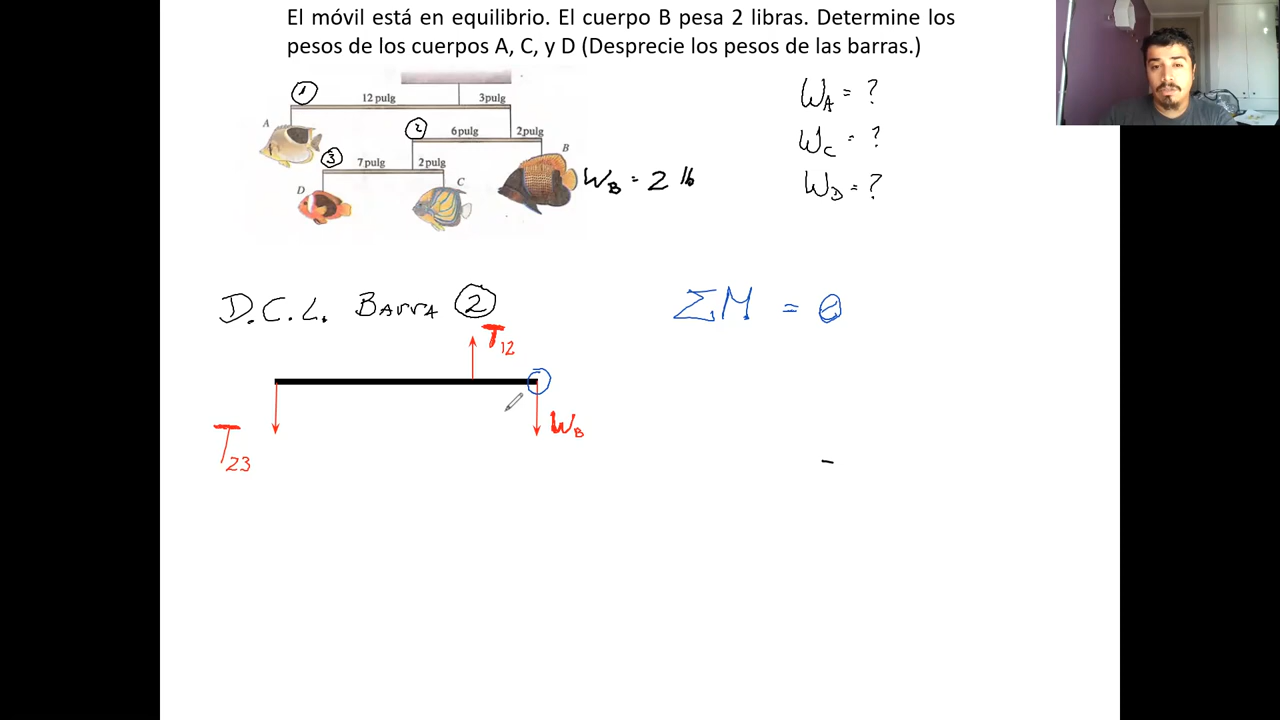 El móvil está en equilibrio. El cuerpo B pesa 2 libras. Determine los
pesos de los cuerpos A, C, y D (Desprecie los pesos de las barras.)
1
12 pulg
3pulg
A
2
6pulg
2pulg
B
3
7pulg
2pulg
D
C
W_B = 2 lb
W_A = ?
W_C = ?
W_D = ?
D.C.L. BARRA 2
ΣM = 0
T_12
W_B
T_23
-